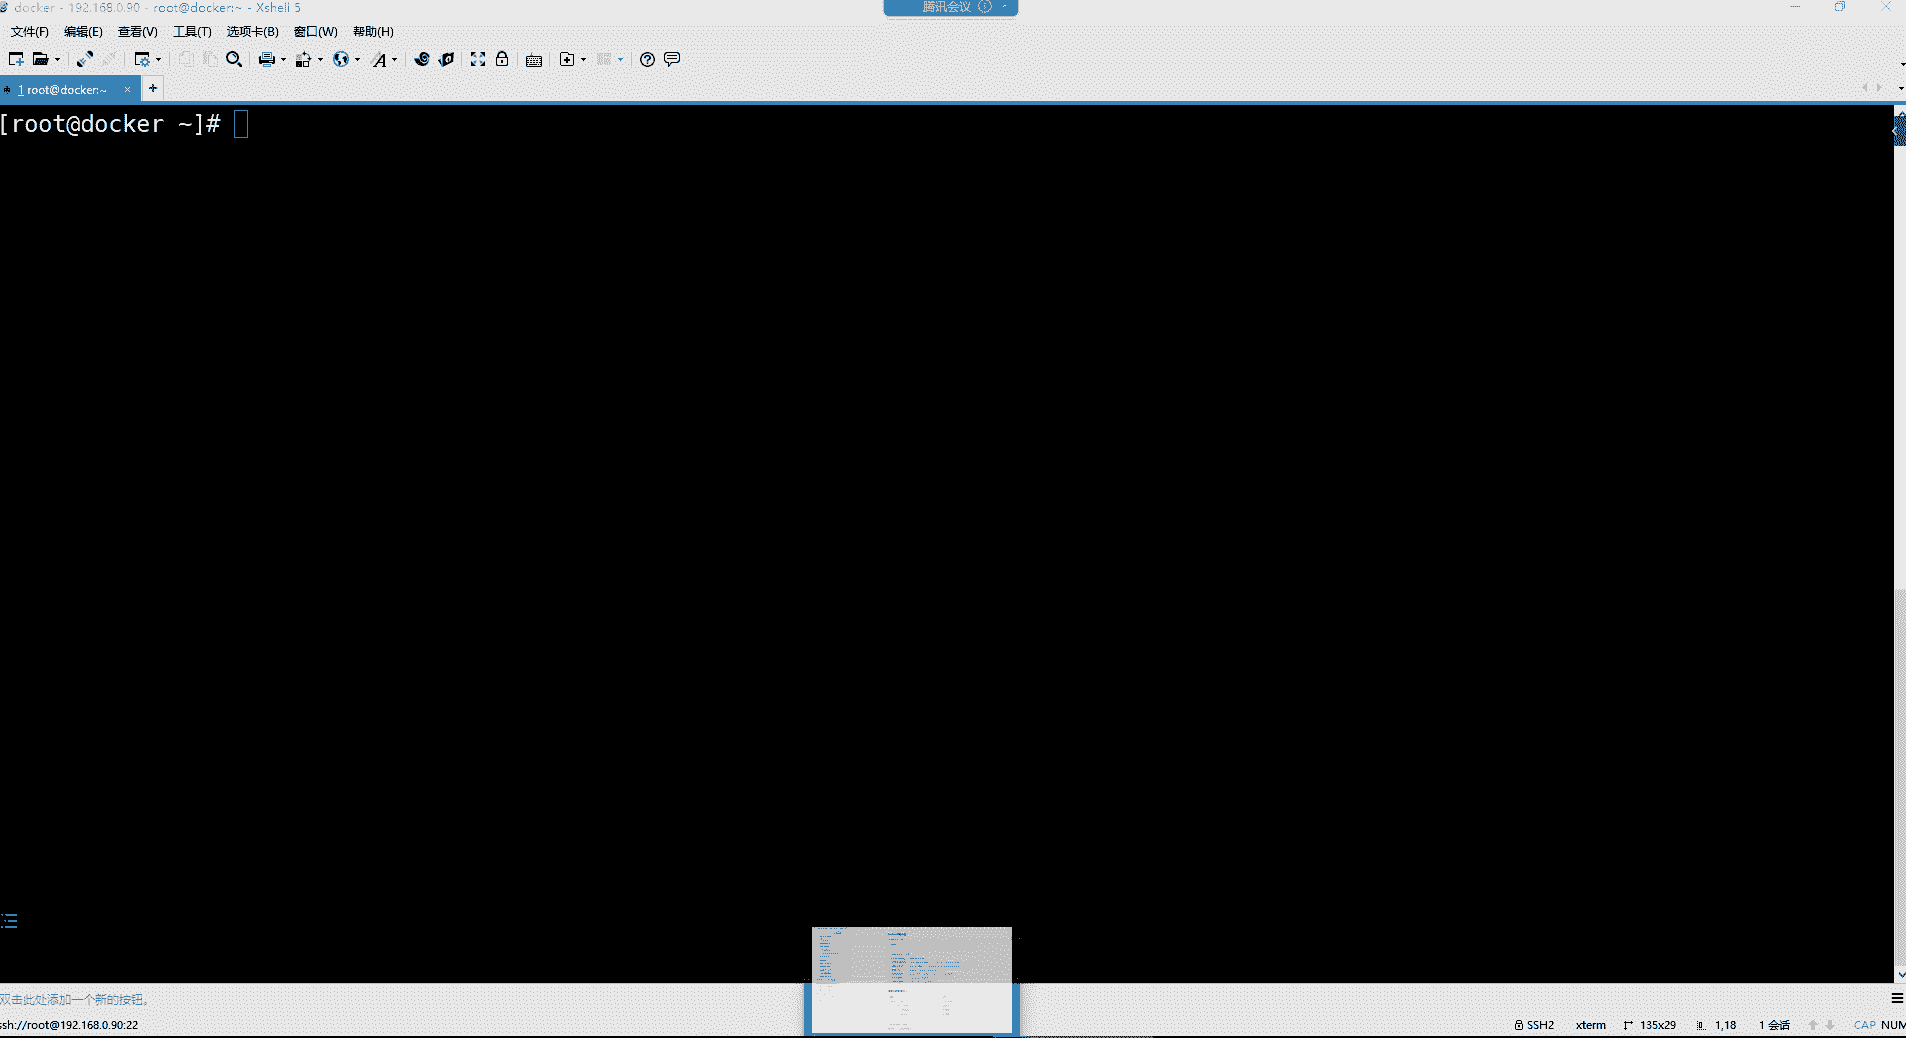 docker - 192.168.0.90 - root@docker:~ - Xshell 5
腾讯会议
文件(F) 编辑(E) 查看(V) 工具(T) 选项卡(B) 窗口(W) 帮助(H)
1 root@docker:~ × +
[root@docker ~]#
双击此处添加一个新的按钮。
ssh://root@192.168.0.90:22
SSH2 xterm 135x29 1,18 1 会话 CAP NUM